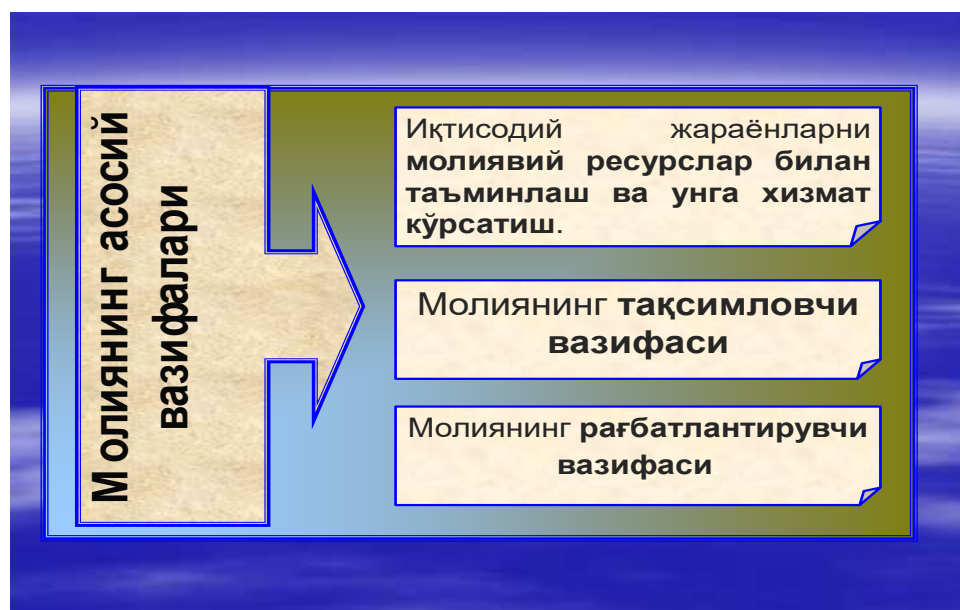 Молиянинг асосий
вазифалари
Иқтисодий жараёнларни
молиявий ресурслар билан
таъминлаш ва унга хизмат
кўрсатиш.
Молиянинг тақсимловчи
вазифаси
Молиянинг рағбатлантирувчи
вазифаси